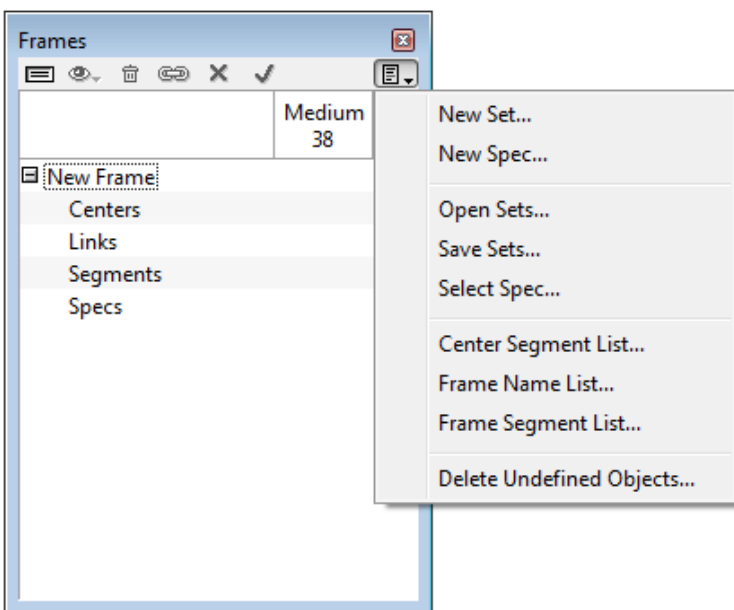 Frames
Medium
38
New Frame
Centers
Links
Segments
Specs
New Set...
New Spec...
Open Sets...
Save Sets...
Select Spec...
Center Segment List...
Frame Name List...
Frame Segment List...
Delete Undefined Objects...